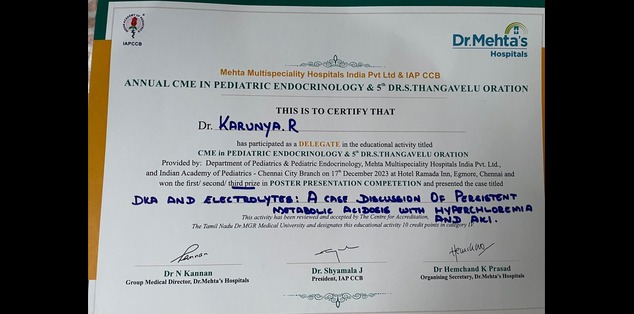 IAPCCB
Dr.Mehta's
Hospitals
Mehta Multispeciality Hospitals India Pvt Ltd & IAP CCB
ANNUAL CME IN PEDIATRIC ENDOCRINOLOGY & 5th DR.S.THANGAVELU ORATION
THIS IS TO CERTIFY THAT
Dr. KARUNYA.R
has participated as a DELEGATE in the educational activity titled
CME in PEDIATRIC ENDOCRINOLOGY & 5th DR.S.THANGAVELU ORATION
Provided by: Department of Pediatrics & Pediatric Endocrinology, Mehta Multispeciality Hospitals India Pvt. Ltd.,
and Indian Academy of Pediatrics - Chennai City Branch on 17th December 2023 at Hotel Ramada Inn, Egmore, Chennai and
won the first/ second/ third prize in POSTER PRESENTATION COMPETETION and presented the case titled
DKA AND ELECTROLYTES: A CASE DISCUSSION OF PERSISTENT
METABOLIC ACIDOSIS WITH HYPERCHLOREMIA
AND AKI.
This activity has been reviewed and accepted by The Centre for Accreditation,
The Tamil Nadu Dr.MGR Medical University and designates this educational activity 10 credit points in category
Kannan
Hemchand
Dr N Kannan
Group Medical Director, Dr.Mehta's Hospitals
Dr. Shyamala J
President, IAP CCB
Dr Hemchand K Prasad
Organising Secretary, Dr.Mehta's Hospitals